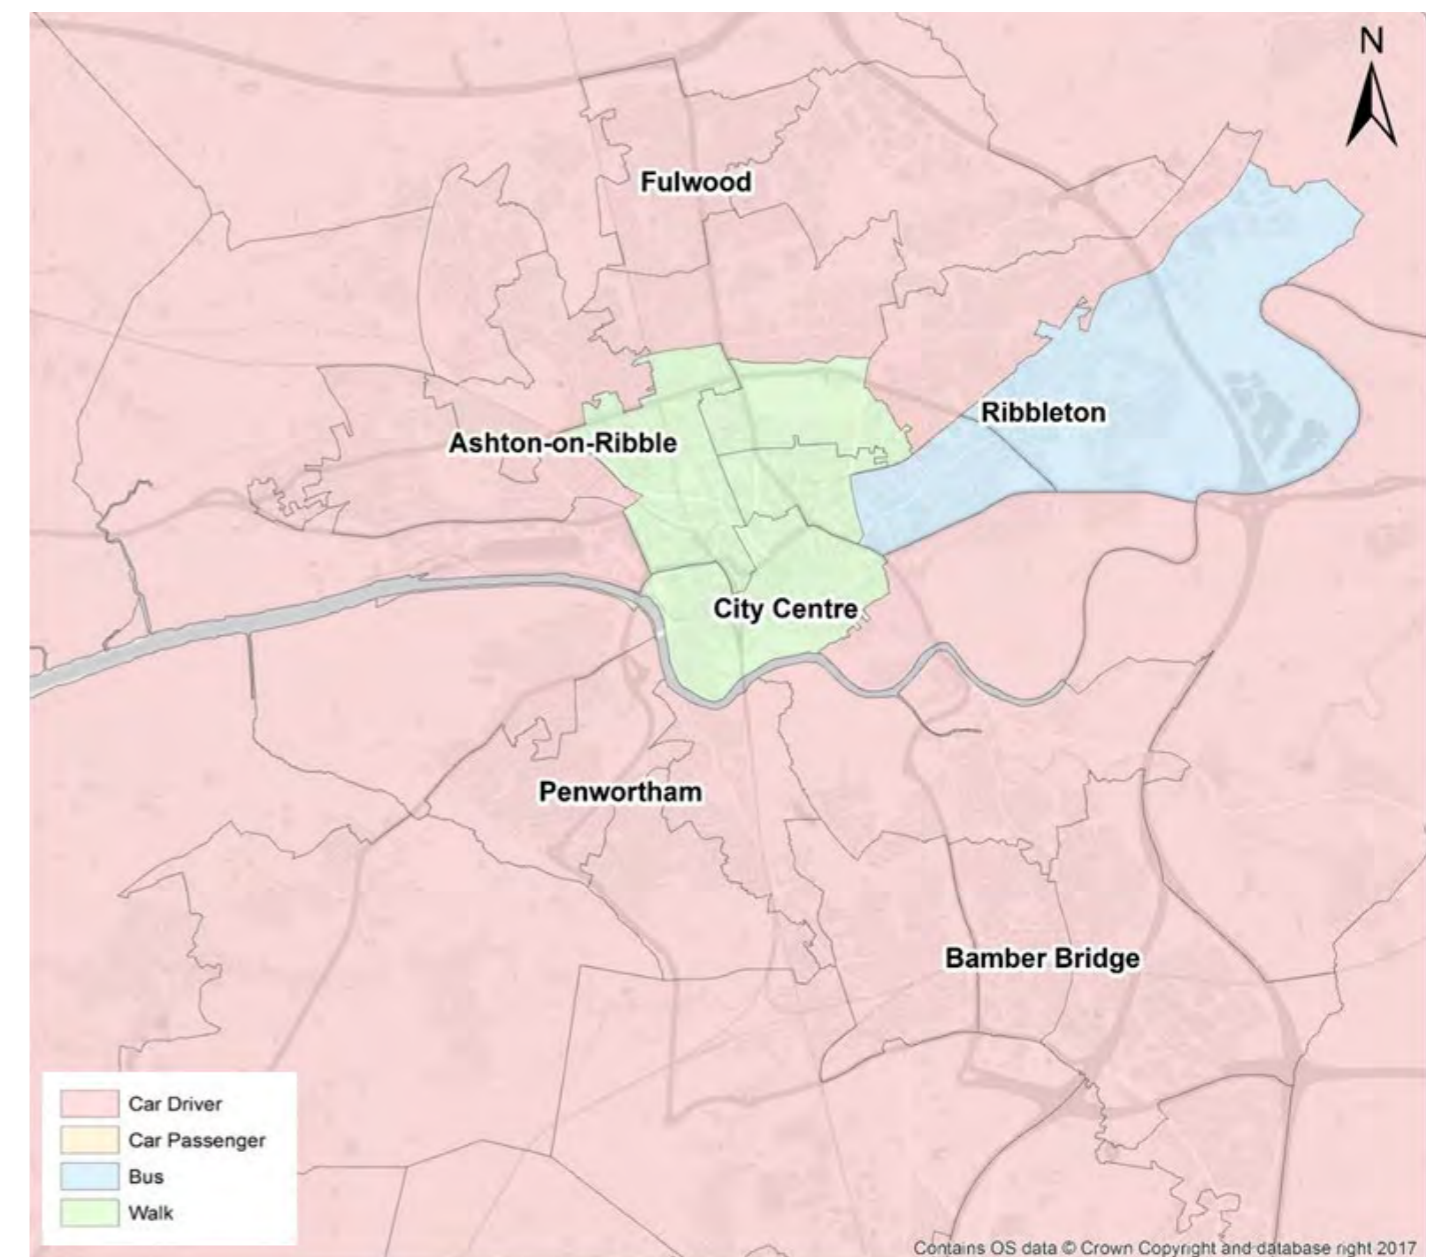 N
Fulwood
Ribbleton
Ashton-on-Ribble
City Centre
Penwortham
Bamber Bridge
Car Driver
Car Passenger
Bus
Walk
Contains OS data © Crown Copyright and database right 2017